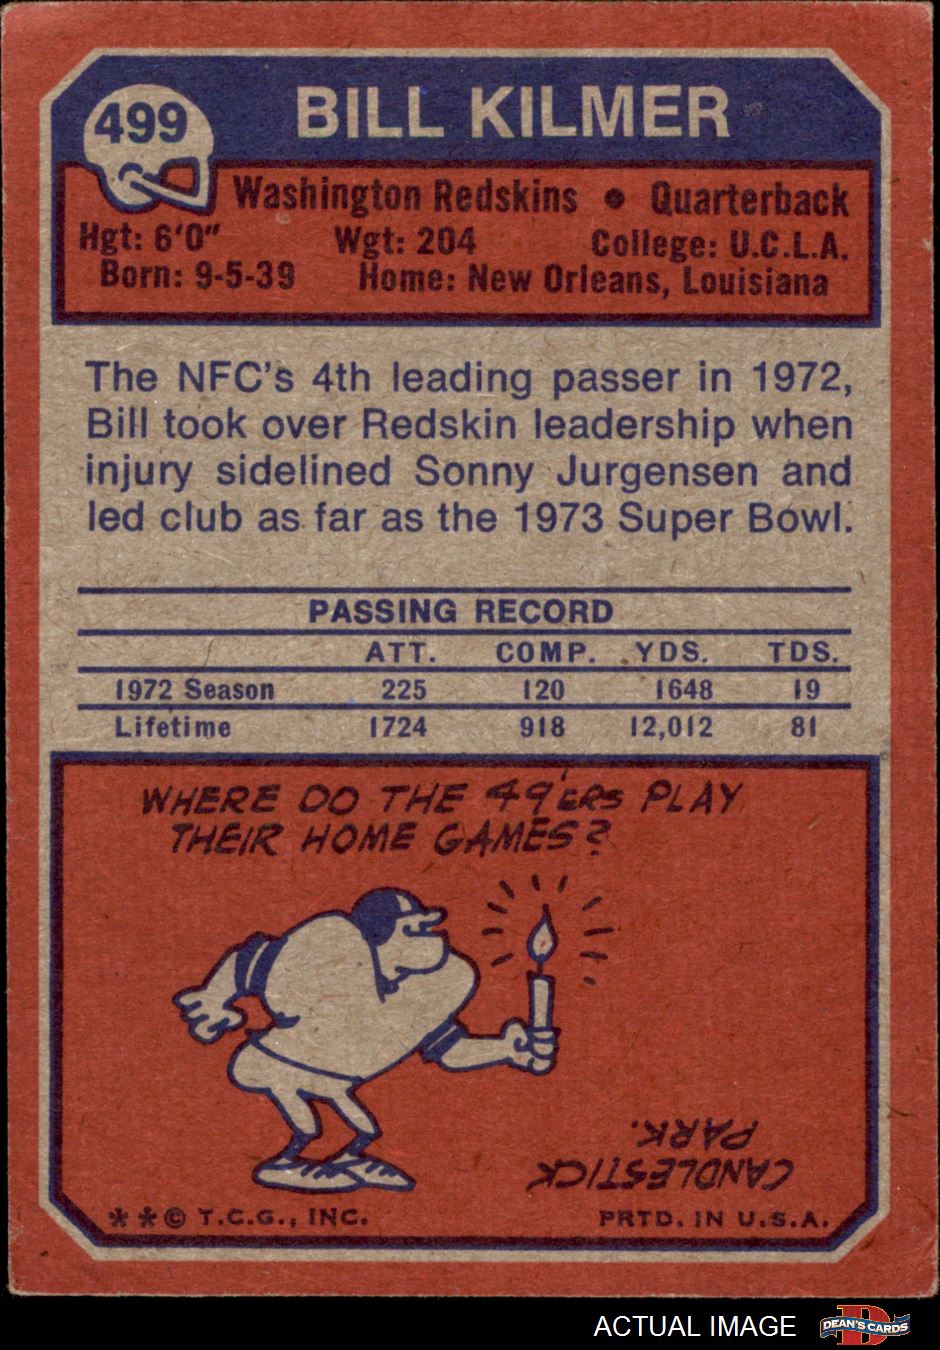 499
BILL KILMER
Washington Redskins • Quarterback
Hgt: 6'0" Wgt: 204 College: U.C.L.A.
Born: 9-5-39 Home: New Orleans, Louisiana
The NFC's 4th leading passer in 1972,
Bill took over Redskin leadership when
injury sidelined Sonny Jurgensen and
led club as far as the 1973 Super Bowl.
PASSING RECORD
ATT. COMP. YDS. TDS.
1972 Season 225 120 1648 19
Lifetime 1724 918 12,012 81
WHERE DO THE 49'ERS PLAY
THEIR HOME GAMES?
CANDLESTICK
PARK.
* * © T.C.G., INC. PRTD. IN U.S.A.
ACTUAL IMAGE
D
DEAN'S CARDS